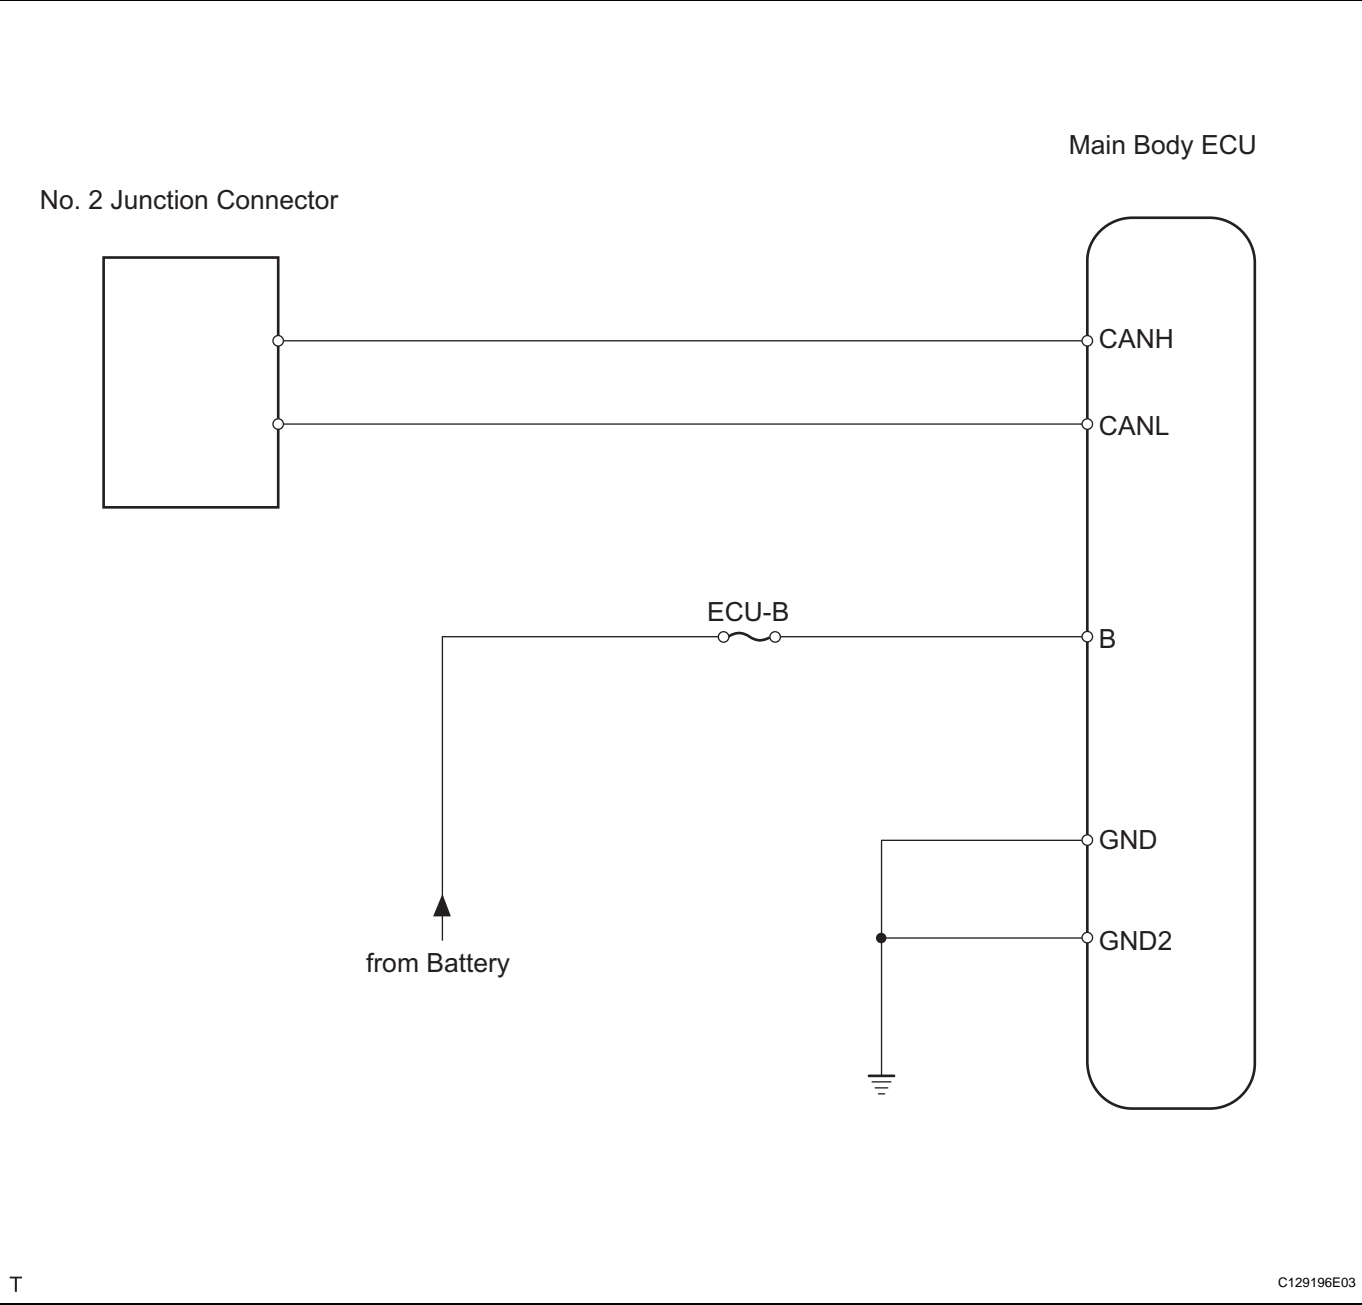 Main Body ECU
No. 2 Junction Connector
CANH
CANL
ECU-B
B
GND
GND2
from Battery
T
C129196E03